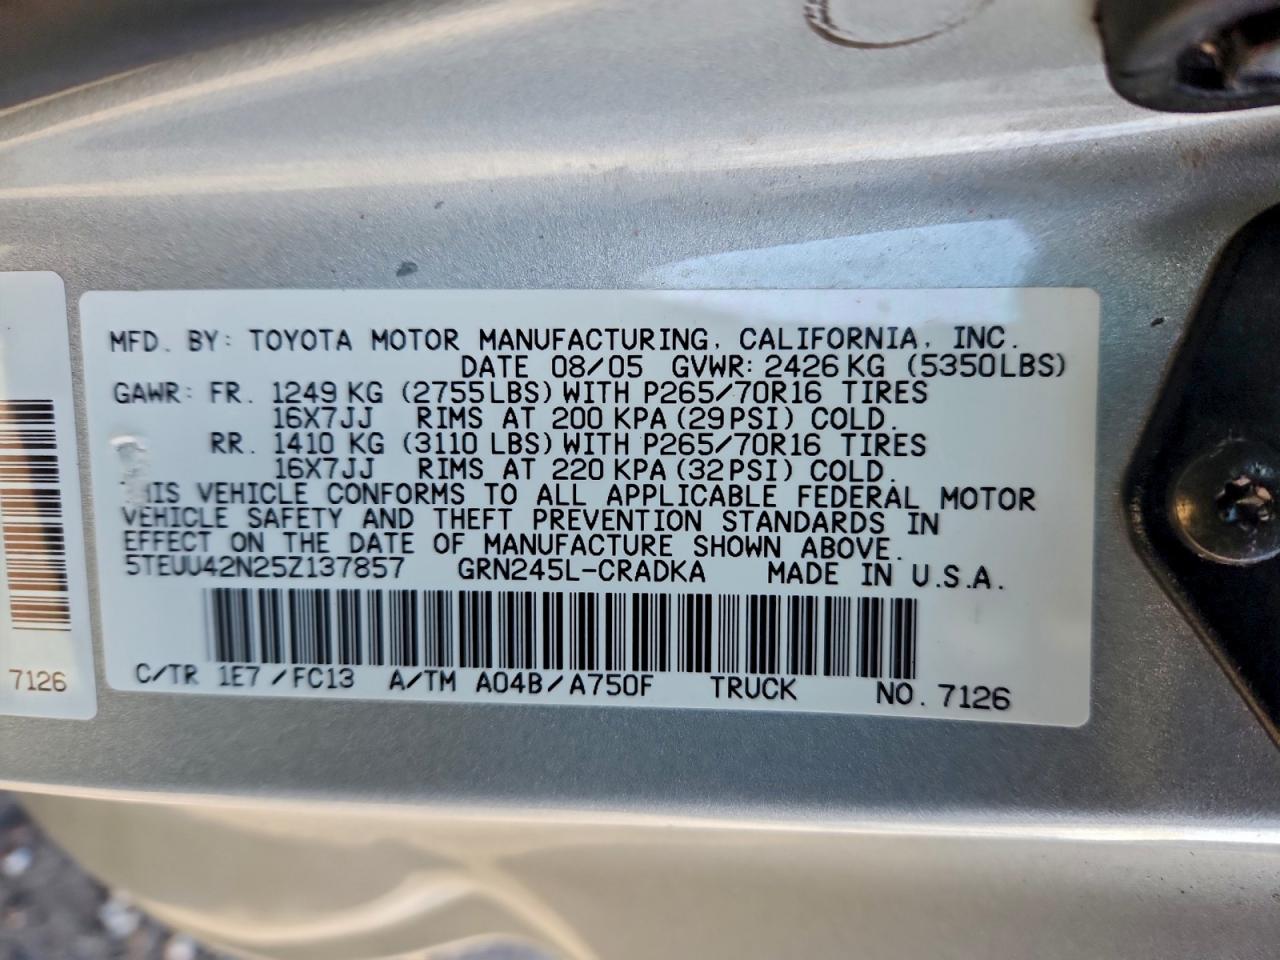 MFD. BY: TOYOTA MOTOR MANUFACTURING, CALIFORNIA, INC.
DATE 08/05 GVWR: 2426 KG (5350LBS)
GAWR: FR. 1249 KG (2755LBS) WITH P265/70R16 TIRES
16X7JJ RIMS AT 200 KPA (29PSI) COLD.
RR. 1410 KG (3110 LBS) WITH P265/70R16 TIRES
16X7JJ RIMS AT 220 KPA (32PSI) COLD.
THIS VEHICLE CONFORMS TO ALL APPLICABLE FEDERAL MOTOR
VEHICLE SAFETY AND THEFT PREVENTION STANDARDS IN
EFFECT ON THE DATE OF MANUFACTURE SHOWN ABOVE.
5TEUU42N25Z137857 GRN245L-CRADKA MADE IN U.S.A.
C/TR 1E7 /FC13 A/TM A04B/A750F TRUCK NO. 7126
7126